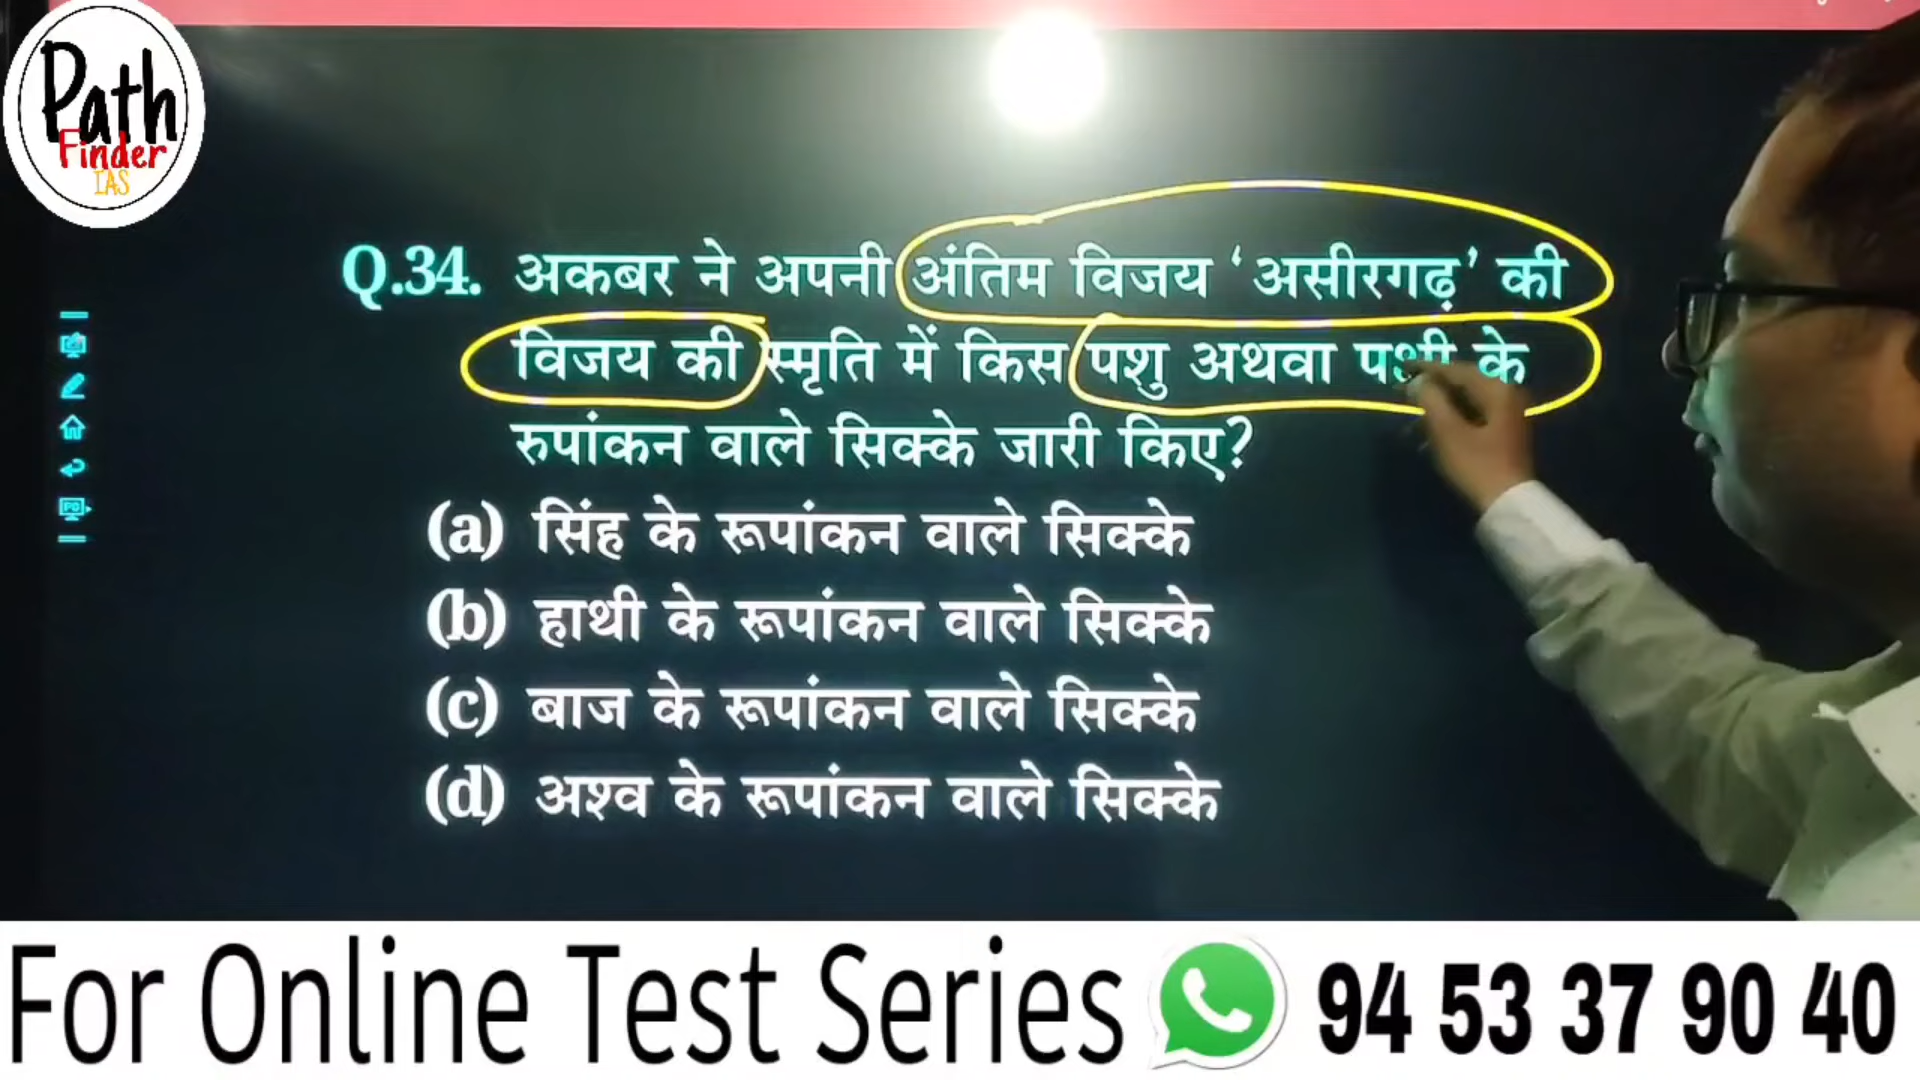 Path
Finder
IAS
Q.34. अकबर ने अपनी अंतिम विजय ‘असीरगढ़’ की
विजय की स्मृति में किस पशु अथवा पक्षी के
रुपांकन वाले सिक्के जारी किए?
(a) सिंह के रूपांकन वाले सिक्के
(b) हाथी के रूपांकन वाले सिक्के
(c) बाज के रूपांकन वाले सिक्के
(d) अश्व के रूपांकन वाले सिक्के
For Online Test Series 94 53 37 90 40